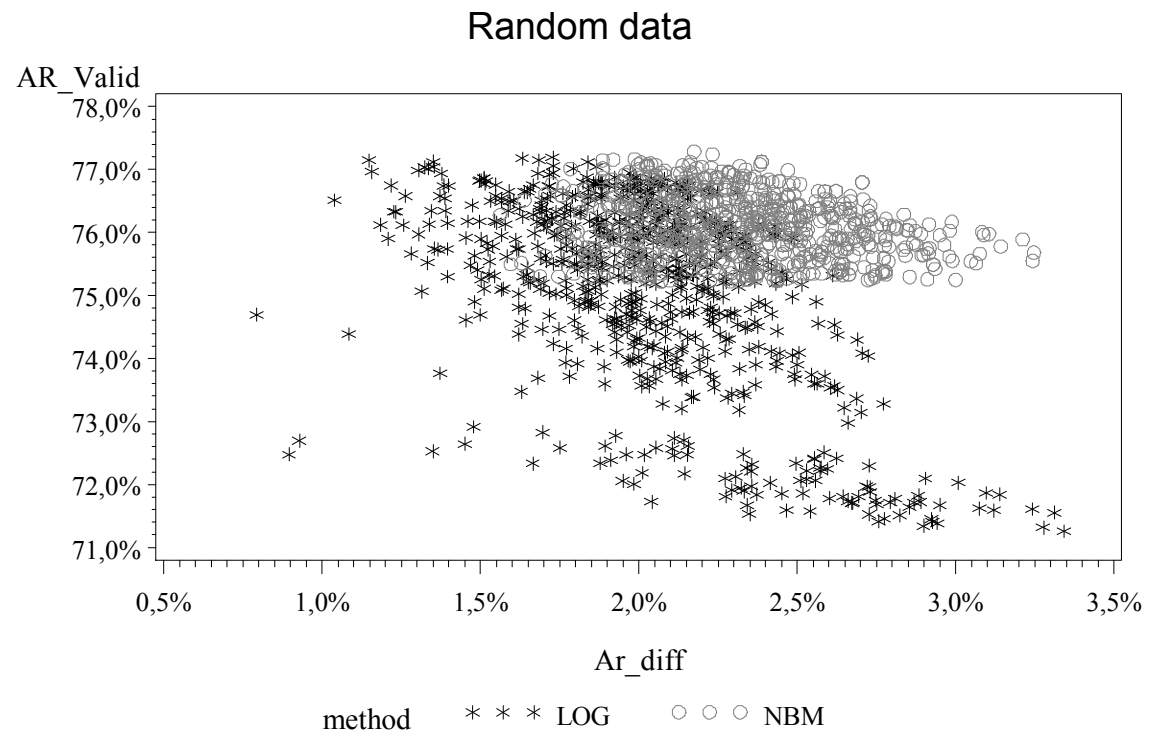 Random data
AR_Valid
78,0%
77,0%
76,0%
75,0%
74,0%
73,0%
72,0%
71,0%
0,5% 1,0% 1,5% 2,0% 2,5% 3,0% 3,5%
Ar_diff
method LOG NBM